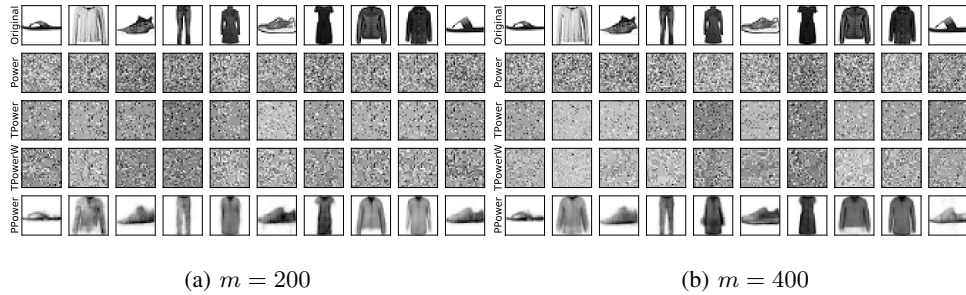 Original
Power
TPower
TPowerW
PPower
Original
Power
TPower
TPowerW
PPower
(a) m = 200
(b) m = 400